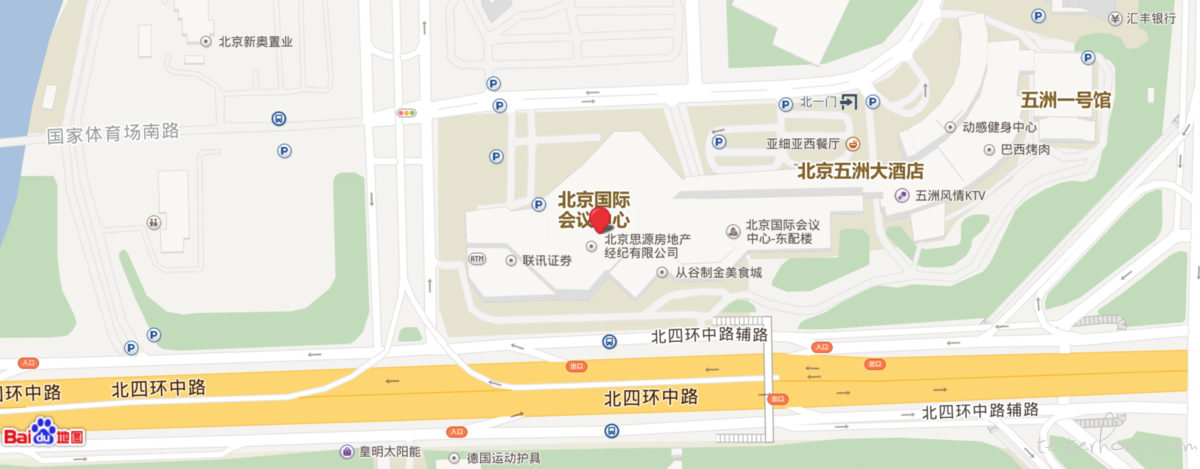 汇丰银行
北京新奥置业
P
P
P
五洲一号馆
P
P
北一门
P
P
国家体育场南路
动感健身中心
P
亚细亚西餐厅
巴西烤肉
P
P
北京五洲大酒店
五洲风情KTV
P
北京国际
会议中心
北京国际会议
中心-东配楼
北京思源房地产
经纪有限公司
ATM
联讯证券
从谷制金美食城
P
P
北四环中路辅路
入口
出口
入口
出口
四环中路
北四环中路
北四环中路
出口
北四环中路辅路
Bai du 地图
入口
皇明太阳能
德国运动护具